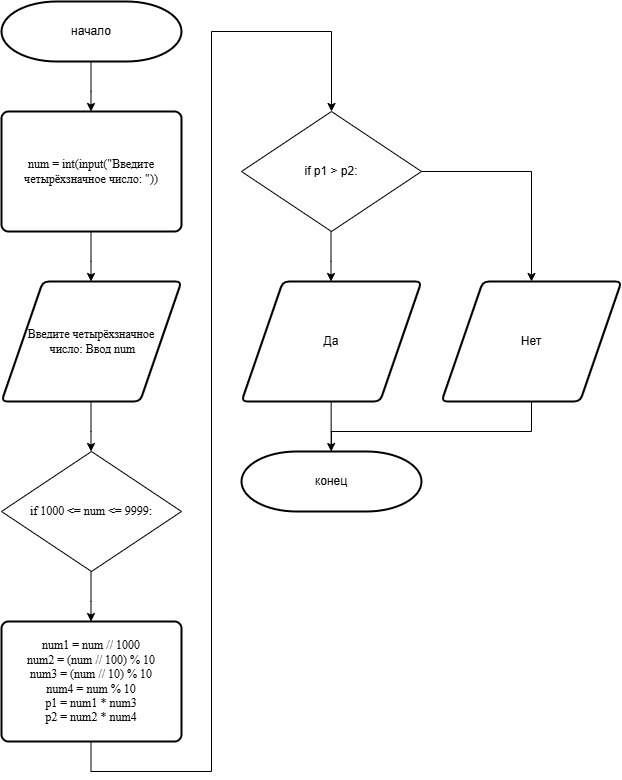 начало
num = int(input("Введите
четырёхзначное число: "))
Введите четырёхзначное
число: Ввод num
if 1000 <= num <= 9999:
num1 = num // 1000
num2 = (num // 100) % 10
num3 = (num // 10) % 10
num4 = num % 10
p1 = num1 * num3
p2 = num2 * num4
if p1 > p2:
Да
Нет
конец